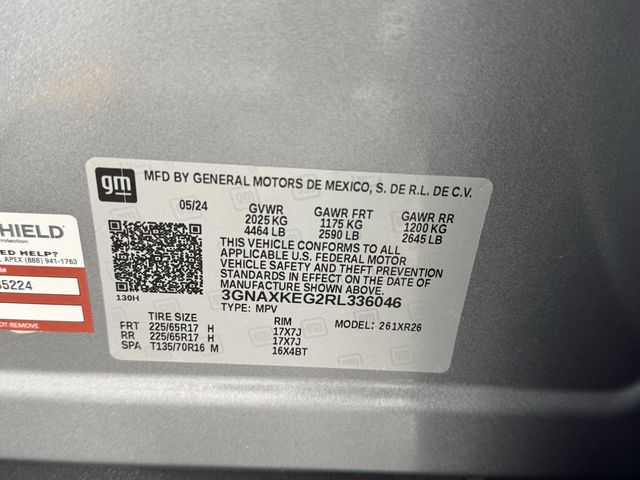 gm
MFD BY GENERAL MOTORS DE MEXICO, S. DE R.L. DE C.V.
05/24 GVWR GAWR FRT GAWR RR
2025 KG 1175 KG 1200 KG
4464 LB 2590 LB 2645 LB
THIS VEHICLE CONFORMS TO ALL
APPLICABLE U.S. FEDERAL MOTOR
VEHICLE SAFETY AND THEFT PREVENTION
STANDARDS IN EFFECT ON THE DATE OF
MANUFACTURE SHOWN ABOVE.
130H 3GNAXKEG2RL336046
TYPE: MPV
TIRE SIZE RIM MODEL: 261XR26
FRT 225/65R17 H 17X7J
RR 225/65R17 H 17X7J
SPA T135/70R16 M 16X4BT
HIELD
rotection
ED HELP?
L APEX (888) 941-1763
#
5224
NOT REMOVE